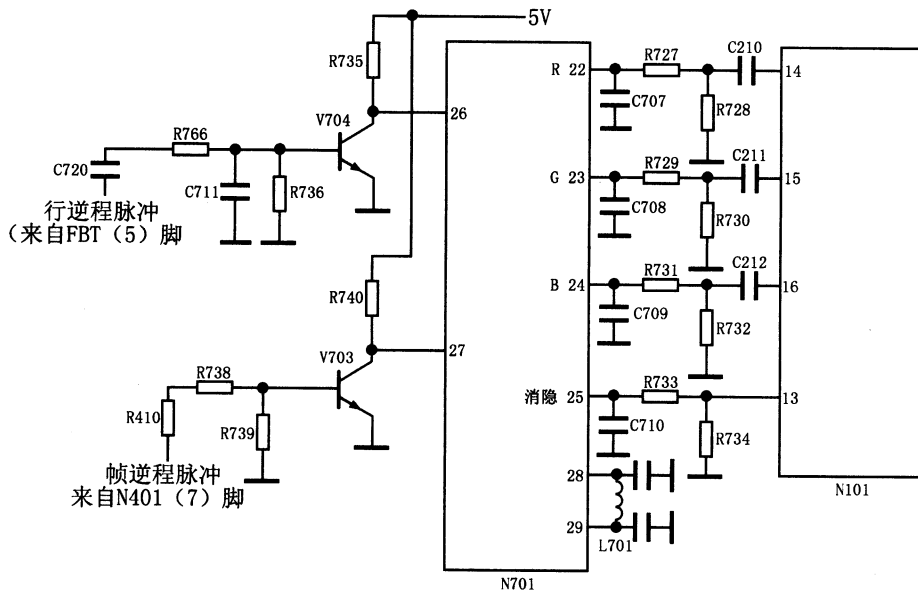 5V
R735
R 22
R727
C210
14
C707
R728
26
V704
R766
C720
C711
R736
行逆程脉冲
(来自FBT (5) 脚
G 23
R729
C211
15
C708
R730
R740
B 24
R731
C212
16
C709
R732
27
V703
R738
R410
R739
帧逆程脉冲
来自N401 (7) 脚
消隐 25
R733
13
C710
R734
28
29
L701
N101
N701